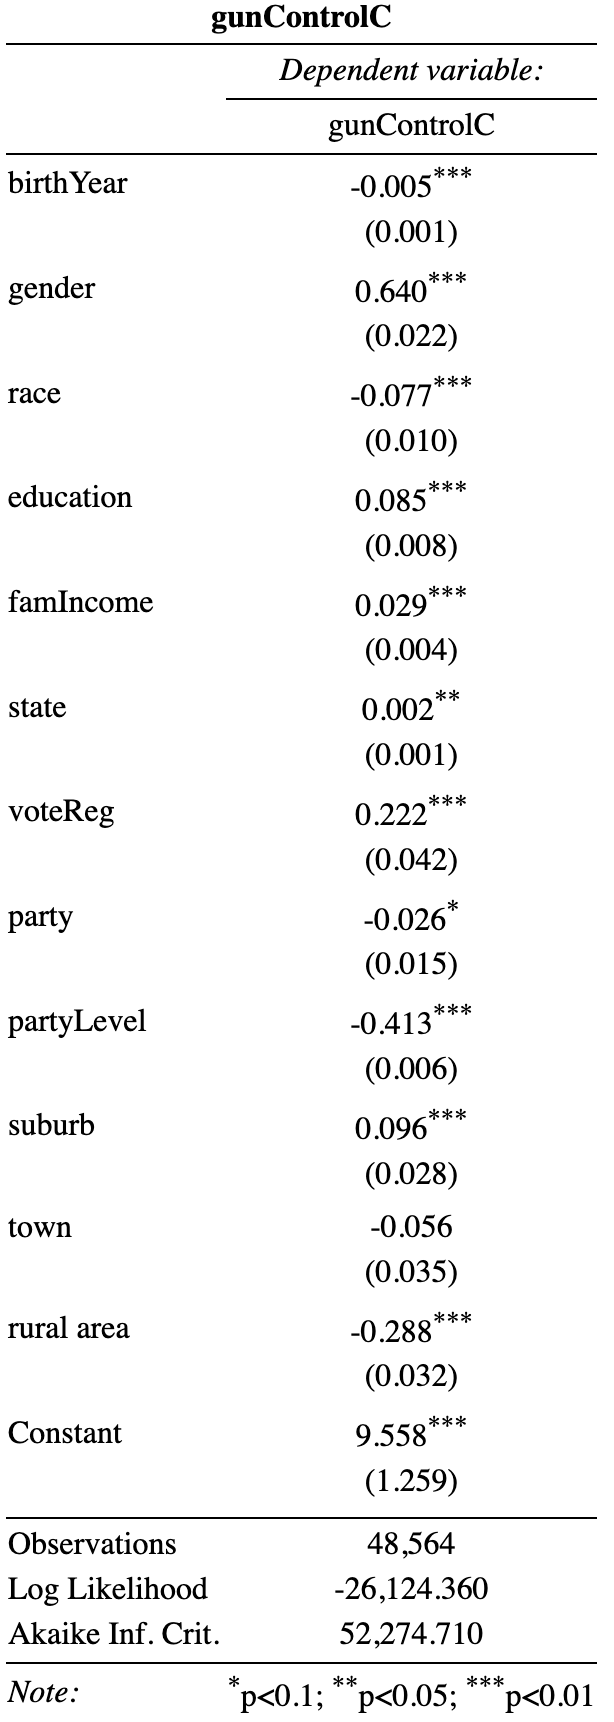 gunControlC
Dependent variable:
gunControlC
birthYear -0.005***
(0.001)
gender 0.640***
(0.022)
race -0.077***
(0.010)
education 0.085***
(0.008)
famIncome 0.029***
(0.004)
state 0.002**
(0.001)
voteReg 0.222***
(0.042)
party -0.026*
(0.015)
partyLevel -0.413***
(0.006)
suburb 0.096***
(0.028)
town -0.056
(0.035)
rural area -0.288***
(0.032)
Constant 9.558***
(1.259)
Observations 48,564
Log Likelihood -26,124.360
Akaike Inf. Crit. 52,274.710
Note: *p<0.1; **p<0.05; ***p<0.01